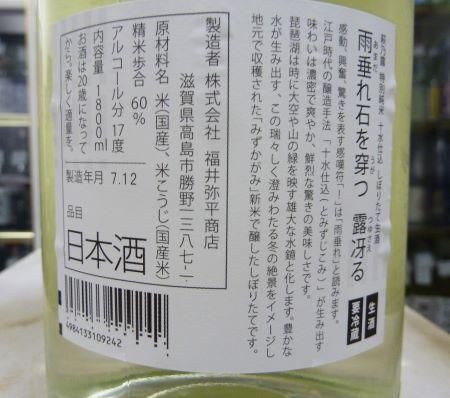 萩乃露 特別純米 十水仕込 しぼりたて生酒
雨垂れ石を穿つ 露冴る
あまだ うが つゆさえ
感動、興奮、驚きを表す感嘆符「！」は「雨垂れ」と読みます。
江戸時代の醸造手法「十水仕込(とみずじこみ)」が生み出す
味わいは濃密で爽やか、鮮烈な驚きの美味しさです。
琵琶湖は時に大空や山の緑を映す雄大な水鏡と化します。豊かな
水が生み出す、この瑞々しく澄みわたる冬の絶景をイメージし
地元で収穫された「みずかがみ」新米で醸したしぼりたてです。
生酒
要冷蔵
製造者 株式会社 福井弥平商店
滋賀県高島市勝野一三八七-一
原材料名 米(国産)、米こうじ(国産米)
精米歩合 60%
アルコール分 17度
内容量 1800ml
お酒は20歳になって
から。楽しく適量を。
製造年月 7.12
品目
日本酒
4984133109242